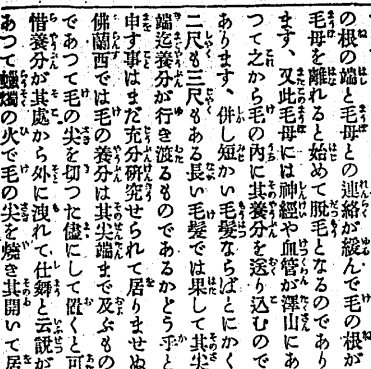 の根の端と毛母との連絡が緩んで毛の根が
毛母を離れると始めて脱毛となるのであり
ます、又此毛母には神經や血管が澤山にあ
つて之から毛の內に其養分を送り込むので
あります、併し短かい毛髮ならばとにかく
二尺も三尺もある長い毛髮では果して其尖
端迄養分が行き渡るものであるかどう乎と
申す事はまだ充分硏究せられて居りませぬ
佛蘭西では毛の養分は其尖端まで及ぶもの
であつて毛の尖を切つた儘にして置くと可
惜養分が其處から外に洩れて仕舞と云說が
あつて蠟燭の火で毛の尖を燒き其開いて居